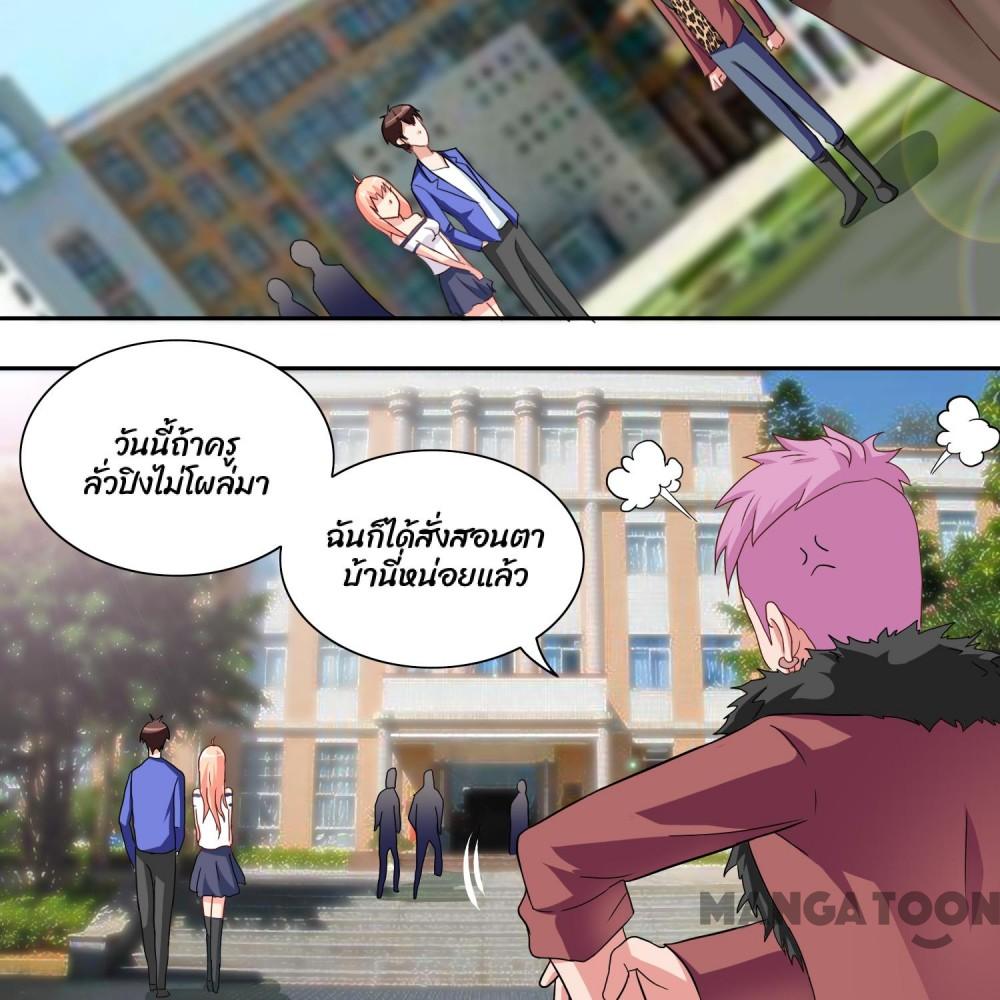 วันนี้ถ้าครู
ลั่วปิงไม่โผล่มา
ฉันก็ได้สั่งสอนตา
บ้านี่หน่อยแล้ว
MANGATOON